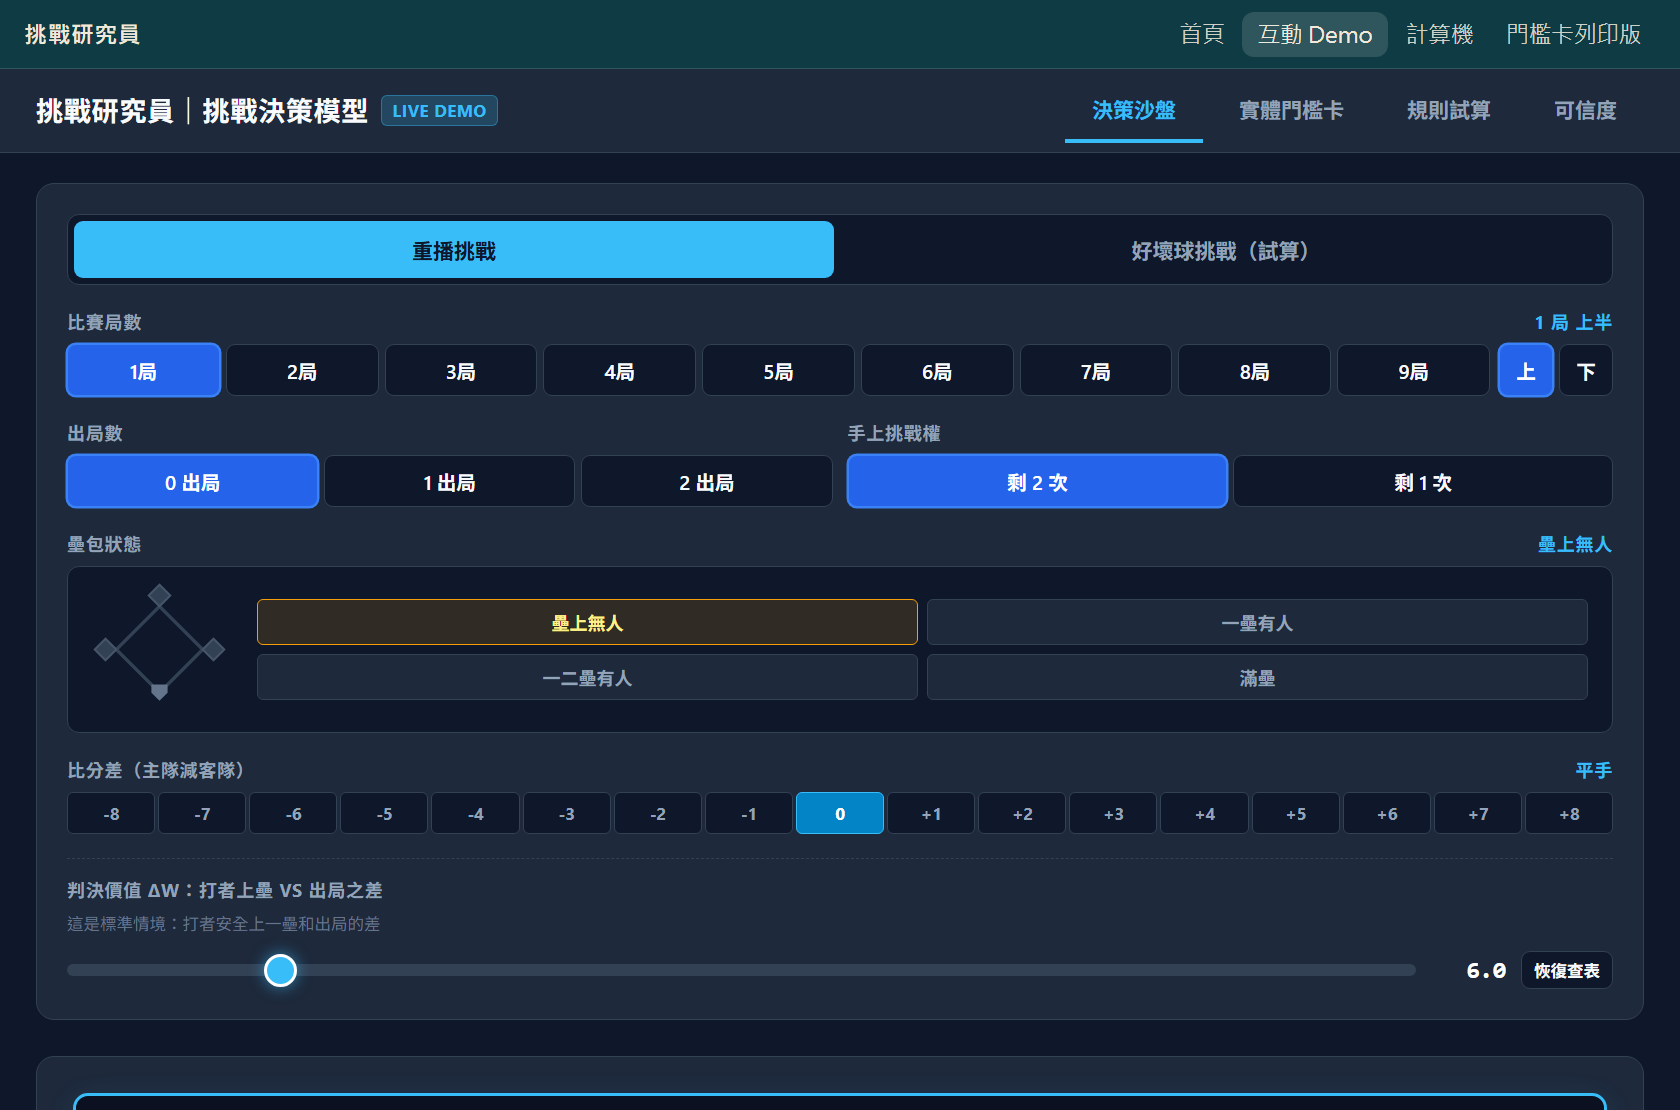 挑戰研究員
首頁 互動 Demo 計算機 門檻卡列印版
挑戰研究員｜挑戰決策模型 LIVE DEMO
決策沙盤 實體門檻卡 規則試算 可信度
重播挑戰 好壞球挑戰（試算）
比賽局數 1 局 上半
1局 2局 3局 4局 5局 6局 7局 8局 9局 上 下
出局數 手上挑戰權
0 出局 1 出局 2 出局 剩 2 次 剩 1 次
壘包狀態 壘上無人
壘上無人 一壘有人
一二壘有人 滿壘
比分差（主隊減客隊） 平手
-8 -7 -6 -5 -4 -3 -2 -1 0 +1 +2 +3 +4 +5 +6 +7 +8
判決價值 ΔW：打者上壘 VS 出局之差
這是標準情境：打者安全上一壘和出局的差
6.0 恢復查表